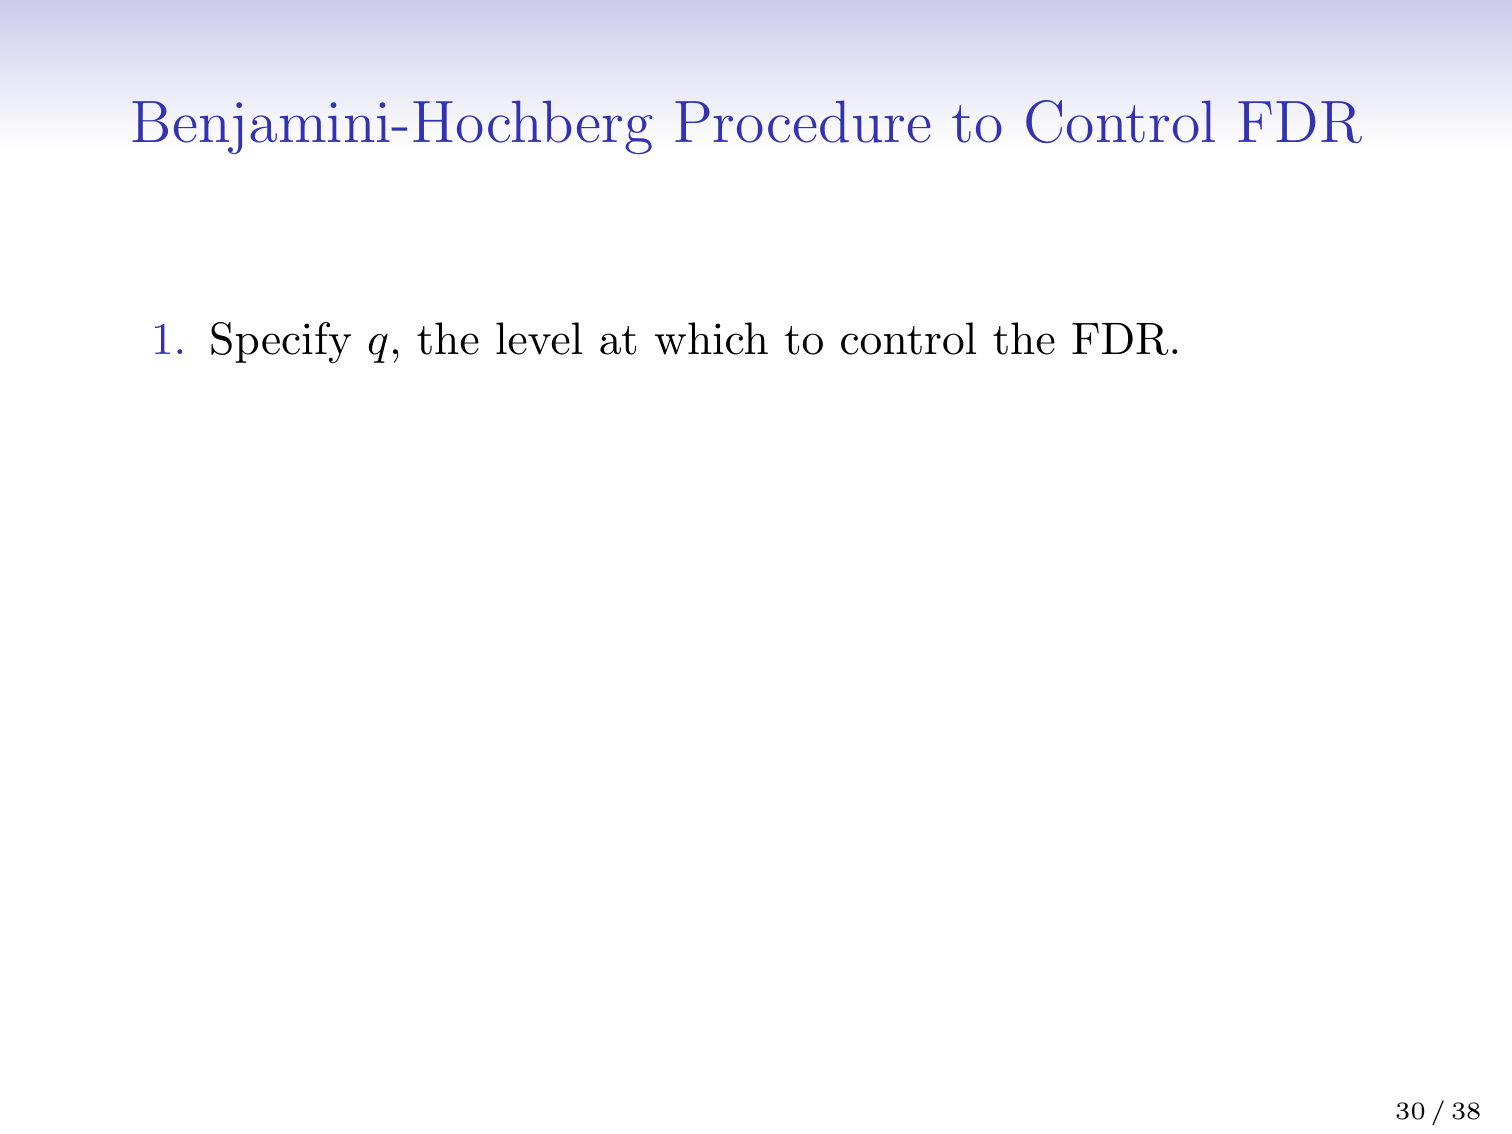 Benjamini-Hochberg Procedure to Control FDR
1. Specify q, the level at which to control the FDR.
30 / 38